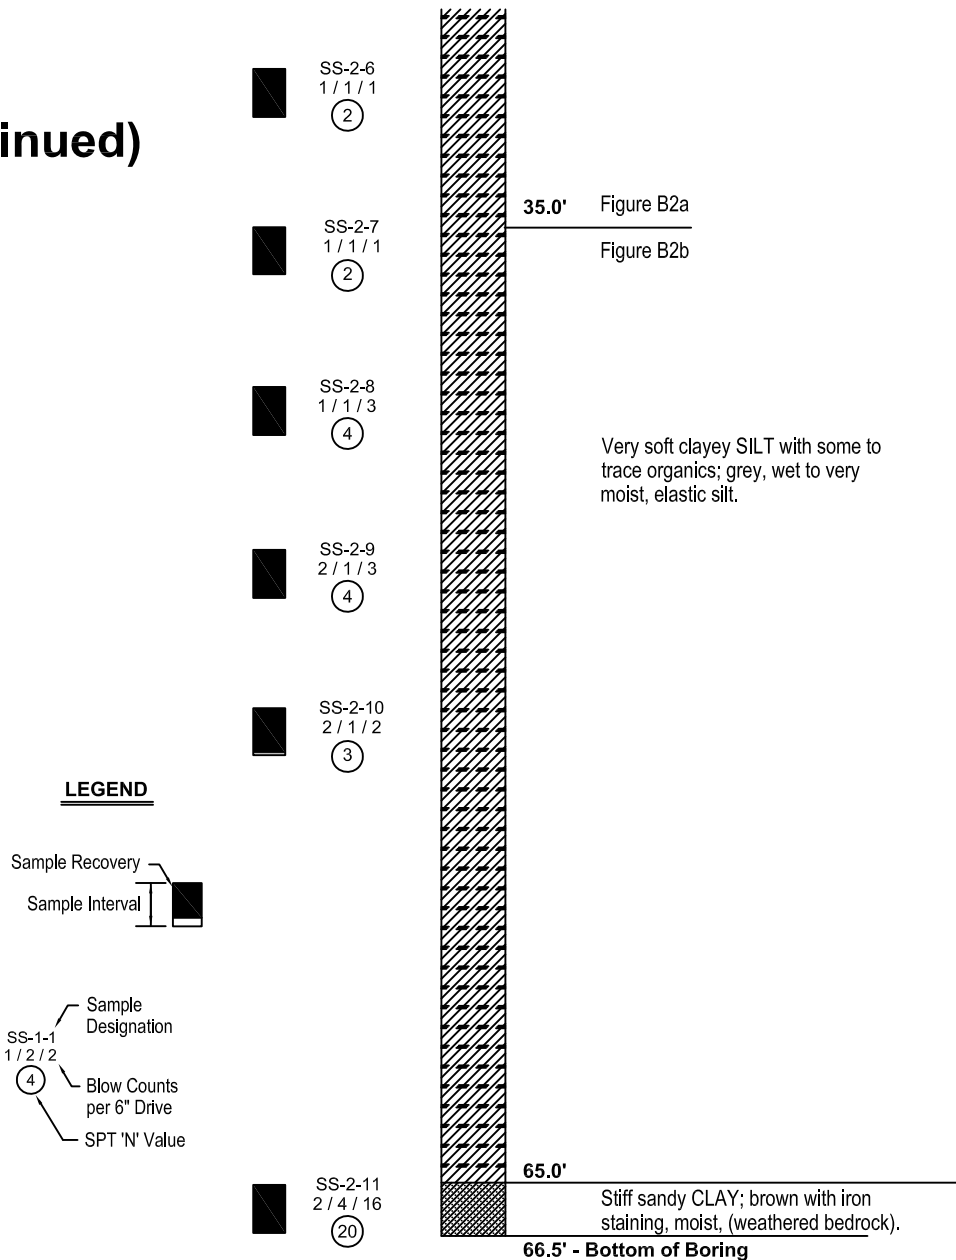 SS-2-6
1 / 1 / 1
2
inued)
35.0' Figure B2a
SS-2-7
1 / 1 / 1
2
Figure B2b
SS-2-8
1 / 1 / 3
4
Very soft clayey SILT with some to
trace organics; grey, wet to very
moist, elastic silt.
SS-2-9
2 / 1 / 3
4
SS-2-10
2 / 1 / 2
3
LEGEND
Sample Recovery
Sample Interval
Sample
Designation
SS-1-1
1 / 2 / 2
4
Blow Counts
per 6" Drive
SPT 'N' Value
65.0'
SS-2-11
2 / 4 / 16
20
Stiff sandy CLAY; brown with iron
staining, moist, (weathered bedrock).
66.5' - Bottom of Boring